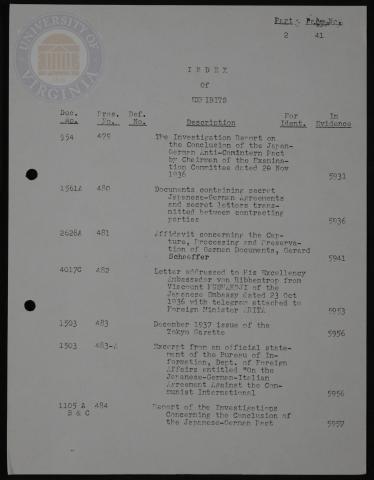 Part & Page No.
2 41
UNIVERSITY OF VIRGINIA
INDEX
Of
EXHIBITS
Doc. Pros. Def. For In
No. No. No. Description Ident. Evidence
954 479 The Investigation Report on
the Conclusion of the Japan-
German Anti-Comintern Pact
by Chairman of the Examina-
tion Committee dated 20 Nov
1936 5931
1561A 480 Documents containing secret
Japanese-German Agreements
and secret letters trans-
mitted between contracting
parties 5936
2626A 481 Affidavit concerning the Cap-
ture, Processing and Preserva-
tion of German Documents, Gerard
Schaeffer 5941
4017C 482 Letter addressed to His Excellency
Ambassador von Ribbentrop from
Viscount MUSHAKOJI of the
Japanese Embassy dated 23 Oct
1936 with telegram attached to
Foreign Minister ARITA 5953
1503 483 December 1937 issue of the
Tokyo Gazette 5956
1503 483-A Excerpt from an official state-
ment of the Bureau of In-
formation, Dept. of Foreign
Affairs entitled "On the
Japanese-German-Italian
Agreement Against the Com-
munist International 5956
1105 A 484 Report of the Investigations
B & C Concerning the Conclusion of
the Japanese-German Pact 5957